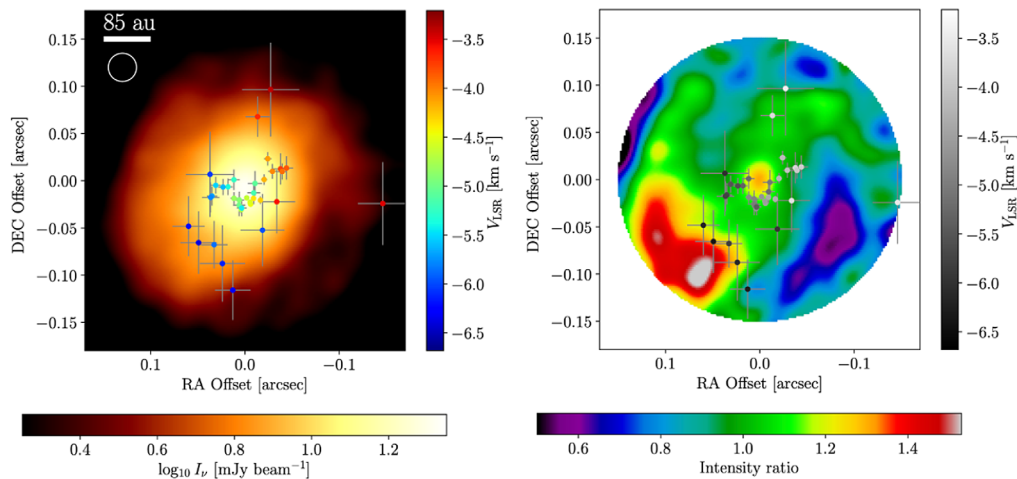 85 au
0.15
0.10
0.05
0.00
−0.05
−0.10
−0.15
DEC Offset [arcsec]
0.1 0.0 −0.1
RA Offset [arcsec]
−3.5
−4.0
−4.5
−5.0
−5.5
−6.0
−6.5
V_LSR [km s⁻¹]
0.4 0.6 0.8 1.0 1.2
log₁₀ I_ν [mJy beam⁻¹]
0.15
0.10
0.05
0.00
−0.05
−0.10
−0.15
DEC Offset [arcsec]
0.1 0.0 −0.1
RA Offset [arcsec]
−3.5
−4.0
−4.5
−5.0
−5.5
−6.0
−6.5
V_LSR [km s⁻¹]
0.6 0.8 1.0 1.2 1.4
Intensity ratio